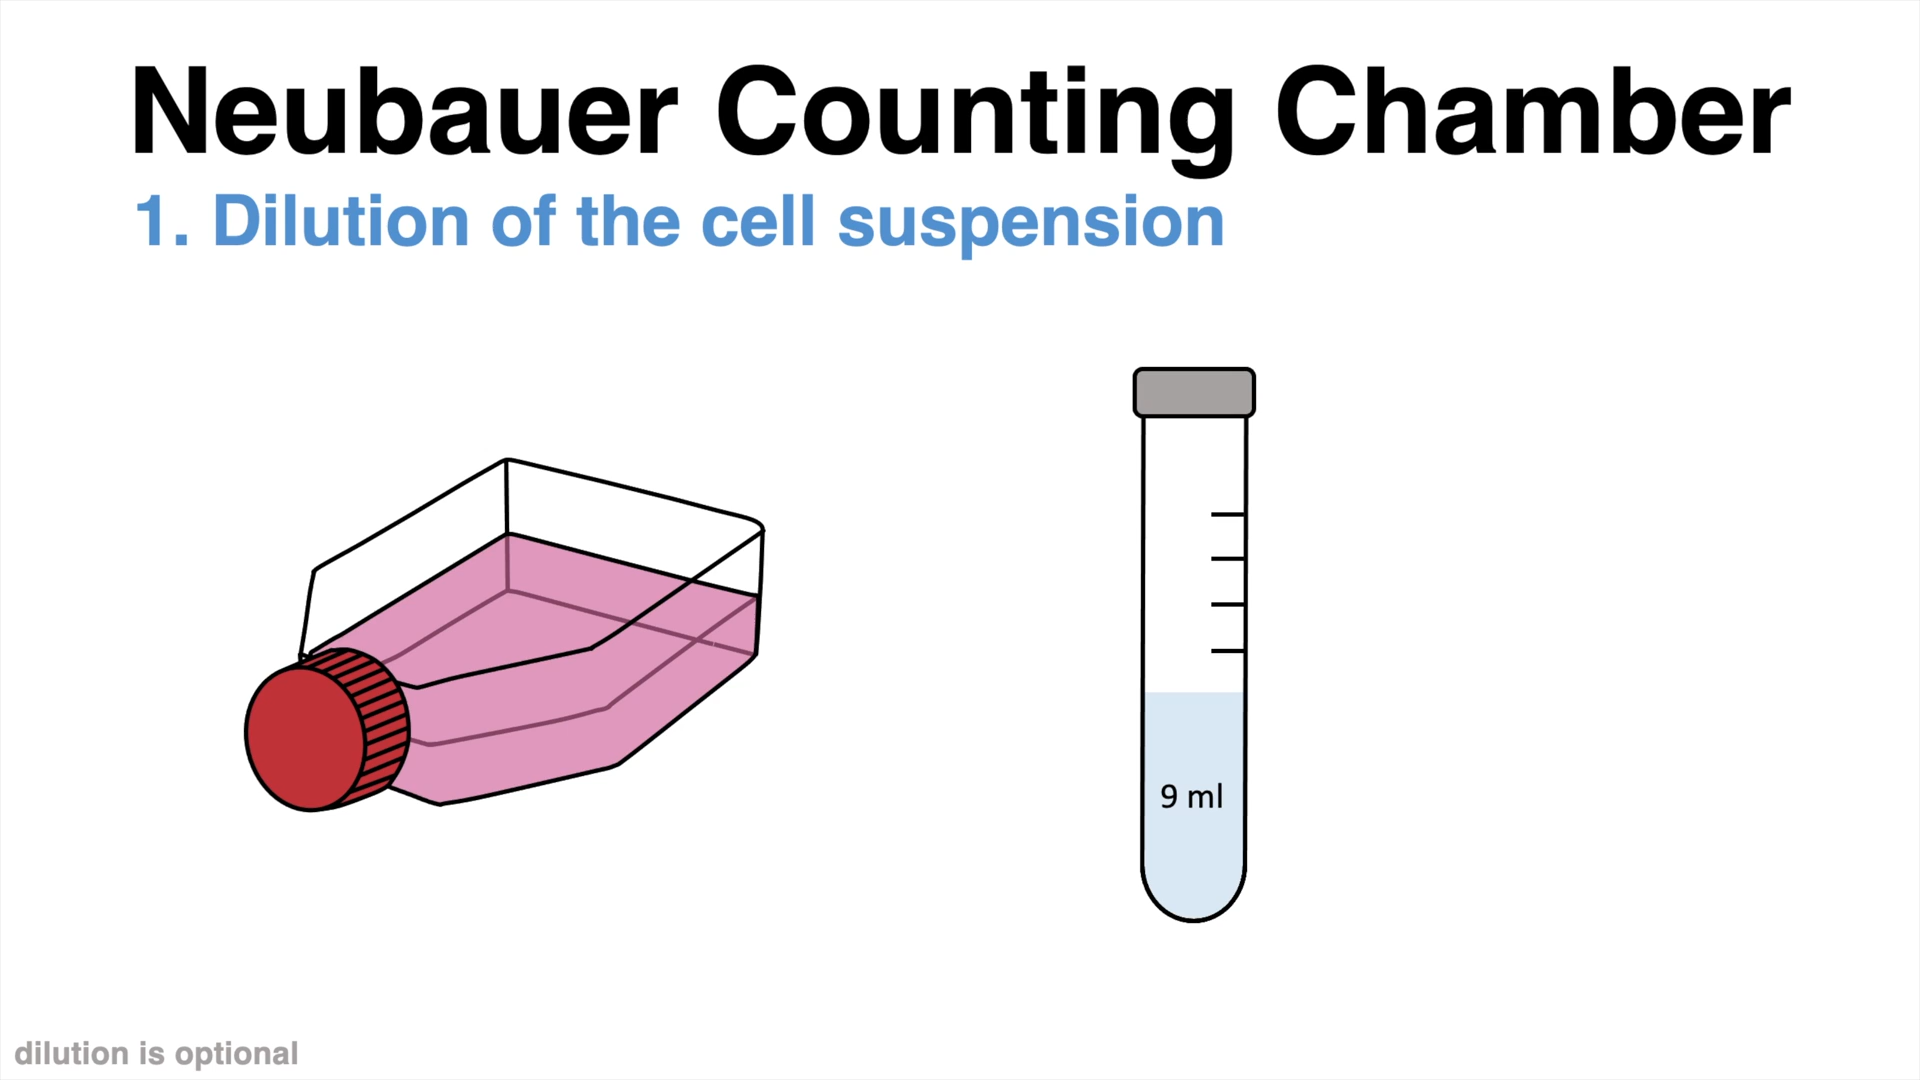 Neubauer Counting Chamber
1. Dilution of the cell suspension
9 ml
dilution is optional